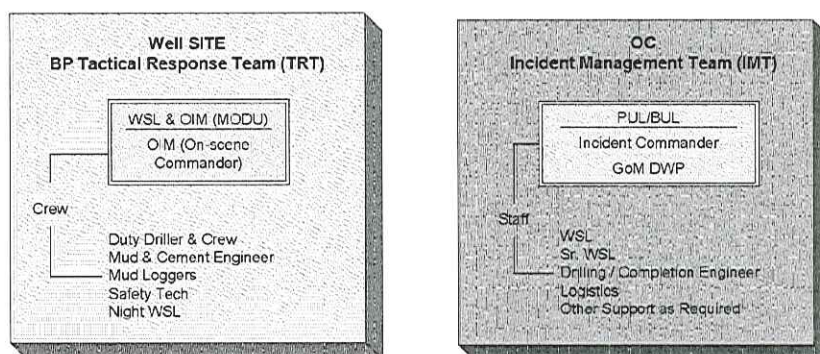 Well SITE
BP Tactical Response Team (TRT)
WSL & OIM (MODU)
OIM (On-scene
Commander)
Crew
Duty Driller & Crew
Mud & Cement Engineer
Mud Loggers
Safety Tech
Night WSL
OC
Incident Management Team (IMT)
PUL/BUL
Incident Commander
GoM DWP
Staff
WSL
Sr. WSL
Drilling / Completion Engineer
Logistics
Other Support as Required